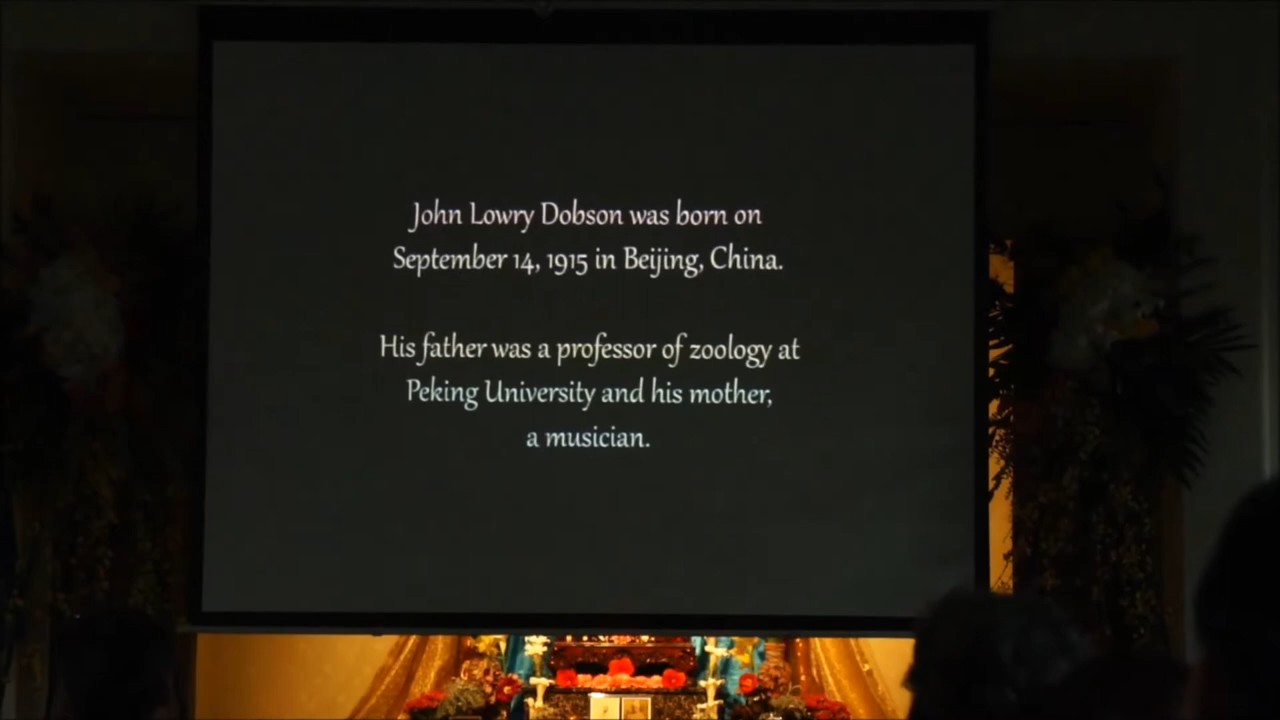 John Lowry Dobson was born on
September 14, 1915 in Beijing, China.
His father was a professor of zoology at
Peking University and his mother,
a musician.